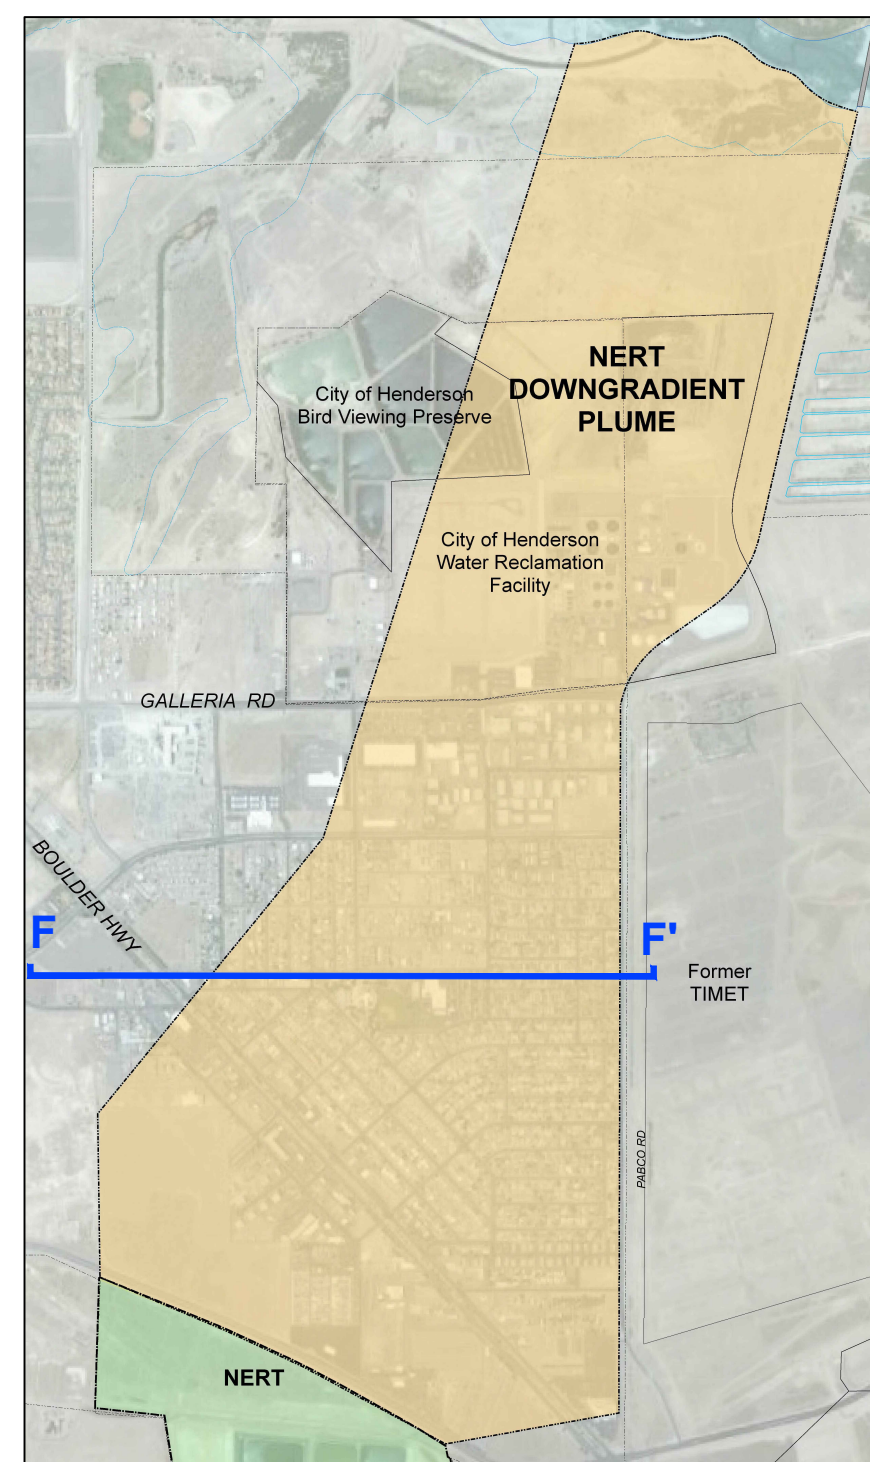 NERT
DOWNGRADIENT
PLUME
City of Henderson
Bird Viewing Preserve
City of Henderson
Water Reclamation
Facility
GALLERIA RD
BOULDER HWY
F
F'
Former
TIMET
PABCO RD
NERT